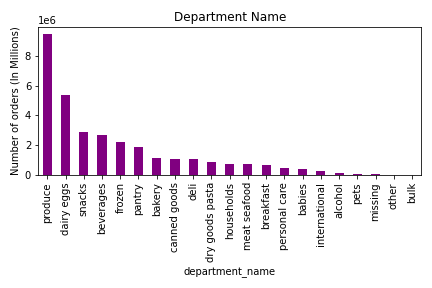 Department Name
1e6
Number of orders (In Millions)
8
6
4
2
0
produce
dairy eggs
snacks
beverages
frozen
pantry
bakery
canned goods
deli
dry goods pasta
households
meat seafood
breakfast
personal care
babies
international
alcohol
pets
missing
other
bulk
department_name